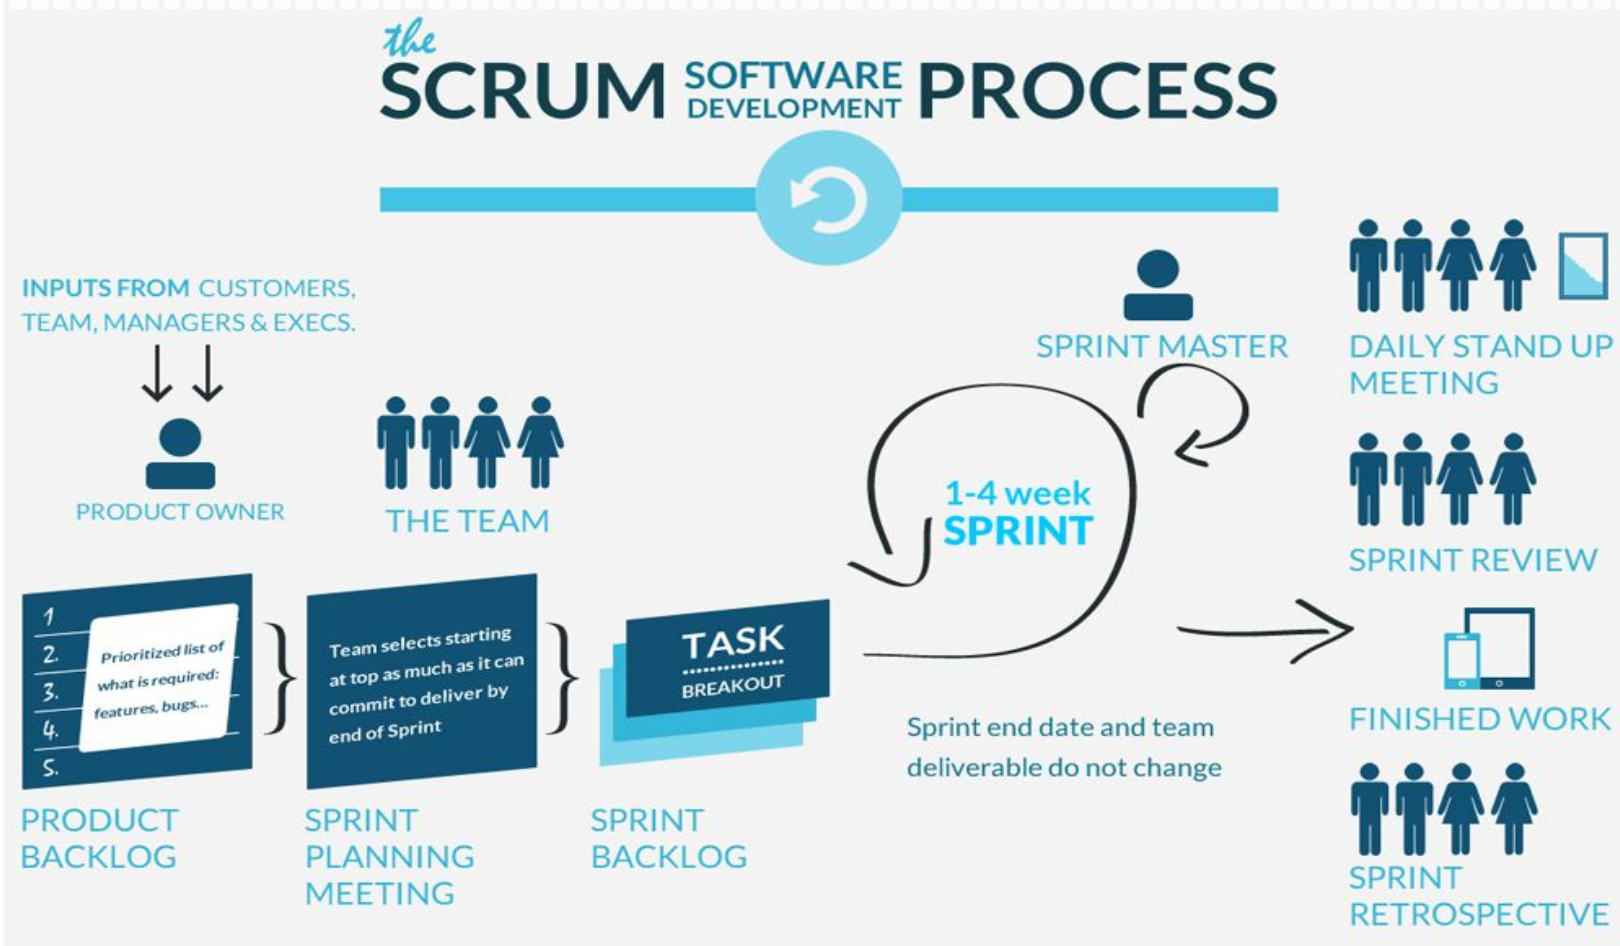 the
SCRUM SOFTWARE DEVELOPMENT PROCESS
INPUTS FROM CUSTOMERS,
TEAM, MANAGERS & EXECS.
PRODUCT OWNER
THE TEAM
1
2.
3.
4.
5.
Prioritized list of
what is required:
features, bugs...
PRODUCT
BACKLOG
Team selects starting
at top as much as it can
commit to deliver by
end of Sprint
SPRINT
PLANNING
MEETING
TASK
BREAKOUT
SPRINT
BACKLOG
SPRINT MASTER
1-4 week
SPRINT
Sprint end date and team
deliverable do not change
DAILY STAND UP
MEETING
SPRINT REVIEW
FINISHED WORK
SPRINT
RETROSPECTIVE